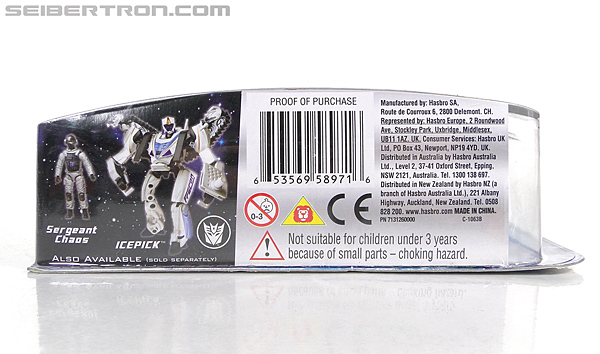 SEIBERTRON.COM
Sergeant
Chaos
ICEPICK™
ALSO AVAILABLE (SOLD SEPARATELY)
PROOF OF PURCHASE
6 53569 58971 6
0-3
CE
Not suitable for children under 3 years
because of small parts – choking hazard.
Manufactured by: Hasbro SA,
Route de Courroux 6, 2800 Delemont. CH.
Represented by: Hasbro Europe, 2 Roundwood
Ave, Stockley Park, Uxbridge, Middlesex,
UB11 1AZ. UK. Consumer Services: Hasbro UK
Ltd, PO Box 43, Newport, NP19 4YD. UK.
Distributed in Australia by Hasbro Australia
Ltd., Level 2, 37-41 Oxford Street, Epping,
NSW 2121, Australia. Tel. 1300 138 697.
Distributed in New Zealand by Hasbro NZ (a
branch of Hasbro Australia Ltd.), 221 Albany
Highway, Auckland, New Zealand. Tel. 0508
828 200. www.hasbro.com MADE IN CHINA.
PN 7131260000 C-1063B